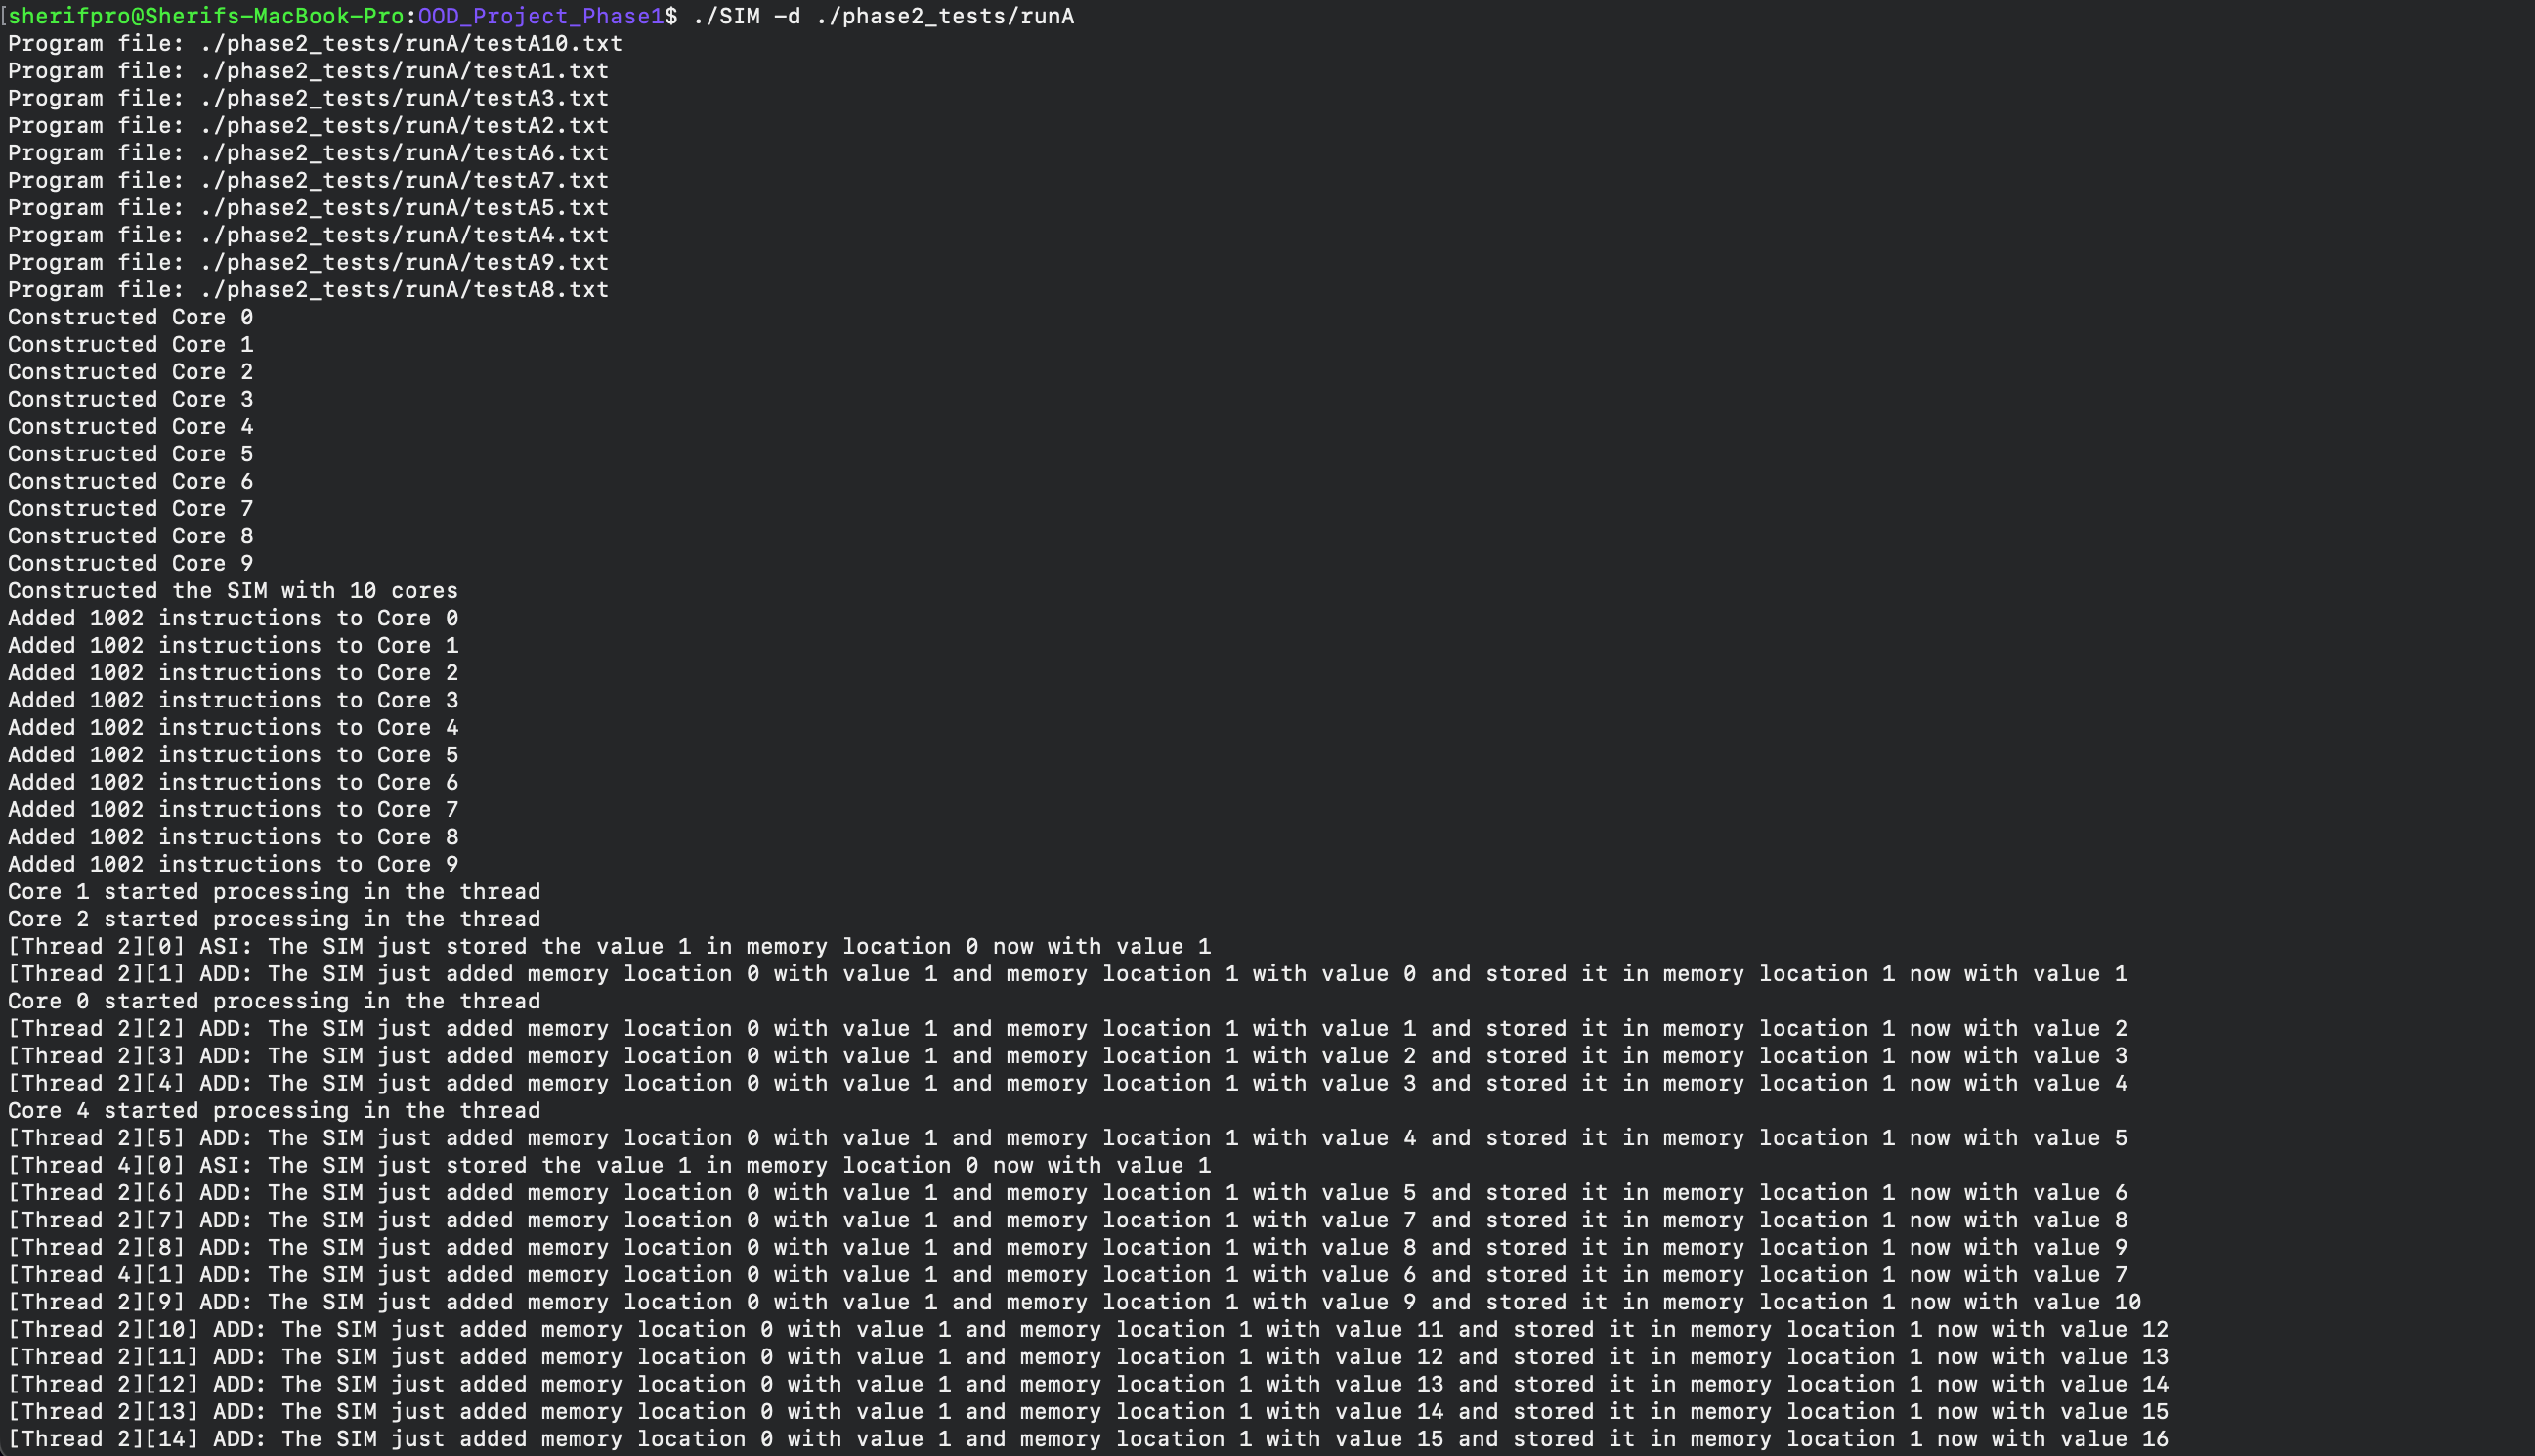 [sherifpro@Sherifs-MacBook-Pro:OOD_Project_Phase1$ ./SIM -d ./phase2_tests/runA
Program file: ./phase2_tests/runA/testA10.txt
Program file: ./phase2_tests/runA/testA1.txt
Program file: ./phase2_tests/runA/testA3.txt
Program file: ./phase2_tests/runA/testA2.txt
Program file: ./phase2_tests/runA/testA6.txt
Program file: ./phase2_tests/runA/testA7.txt
Program file: ./phase2_tests/runA/testA5.txt
Program file: ./phase2_tests/runA/testA4.txt
Program file: ./phase2_tests/runA/testA9.txt
Program file: ./phase2_tests/runA/testA8.txt
Constructed Core 0
Constructed Core 1
Constructed Core 2
Constructed Core 3
Constructed Core 4
Constructed Core 5
Constructed Core 6
Constructed Core 7
Constructed Core 8
Constructed Core 9
Constructed the SIM with 10 cores
Added 1002 instructions to Core 0
Added 1002 instructions to Core 1
Added 1002 instructions to Core 2
Added 1002 instructions to Core 3
Added 1002 instructions to Core 4
Added 1002 instructions to Core 5
Added 1002 instructions to Core 6
Added 1002 instructions to Core 7
Added 1002 instructions to Core 8
Added 1002 instructions to Core 9
Core 1 started processing in the thread
Core 2 started processing in the thread
[Thread 2][0] ASI: The SIM just stored the value 1 in memory location 0 now with value 1
[Thread 2][1] ADD: The SIM just added memory location 0 with value 1 and memory location 1 with value 0 and stored it in memory location 1 now with value 1
Core 0 started processing in the thread
[Thread 2][2] ADD: The SIM just added memory location 0 with value 1 and memory location 1 with value 1 and stored it in memory location 1 now with value 2
[Thread 2][3] ADD: The SIM just added memory location 0 with value 1 and memory location 1 with value 2 and stored it in memory location 1 now with value 3
[Thread 2][4] ADD: The SIM just added memory location 0 with value 1 and memory location 1 with value 3 and stored it in memory location 1 now with value 4
Core 4 started processing in the thread
[Thread 2][5] ADD: The SIM just added memory location 0 with value 1 and memory location 1 with value 4 and stored it in memory location 1 now with value 5
[Thread 4][0] ASI: The SIM just stored the value 1 in memory location 0 now with value 1
[Thread 2][6] ADD: The SIM just added memory location 0 with value 1 and memory location 1 with value 5 and stored it in memory location 1 now with value 6
[Thread 2][7] ADD: The SIM just added memory location 0 with value 1 and memory location 1 with value 7 and stored it in memory location 1 now with value 8
[Thread 2][8] ADD: The SIM just added memory location 0 with value 1 and memory location 1 with value 8 and stored it in memory location 1 now with value 9
[Thread 4][1] ADD: The SIM just added memory location 0 with value 1 and memory location 1 with value 6 and stored it in memory location 1 now with value 7
[Thread 2][9] ADD: The SIM just added memory location 0 with value 1 and memory location 1 with value 9 and stored it in memory location 1 now with value 10
[Thread 2][10] ADD: The SIM just added memory location 0 with value 1 and memory location 1 with value 11 and stored it in memory location 1 now with value 12
[Thread 2][11] ADD: The SIM just added memory location 0 with value 1 and memory location 1 with value 12 and stored it in memory location 1 now with value 13
[Thread 2][12] ADD: The SIM just added memory location 0 with value 1 and memory location 1 with value 13 and stored it in memory location 1 now with value 14
[Thread 2][13] ADD: The SIM just added memory location 0 with value 1 and memory location 1 with value 14 and stored it in memory location 1 now with value 15
[Thread 2][14] ADD: The SIM just added memory location 0 with value 1 and memory location 1 with value 15 and stored it in memory location 1 now with value 16